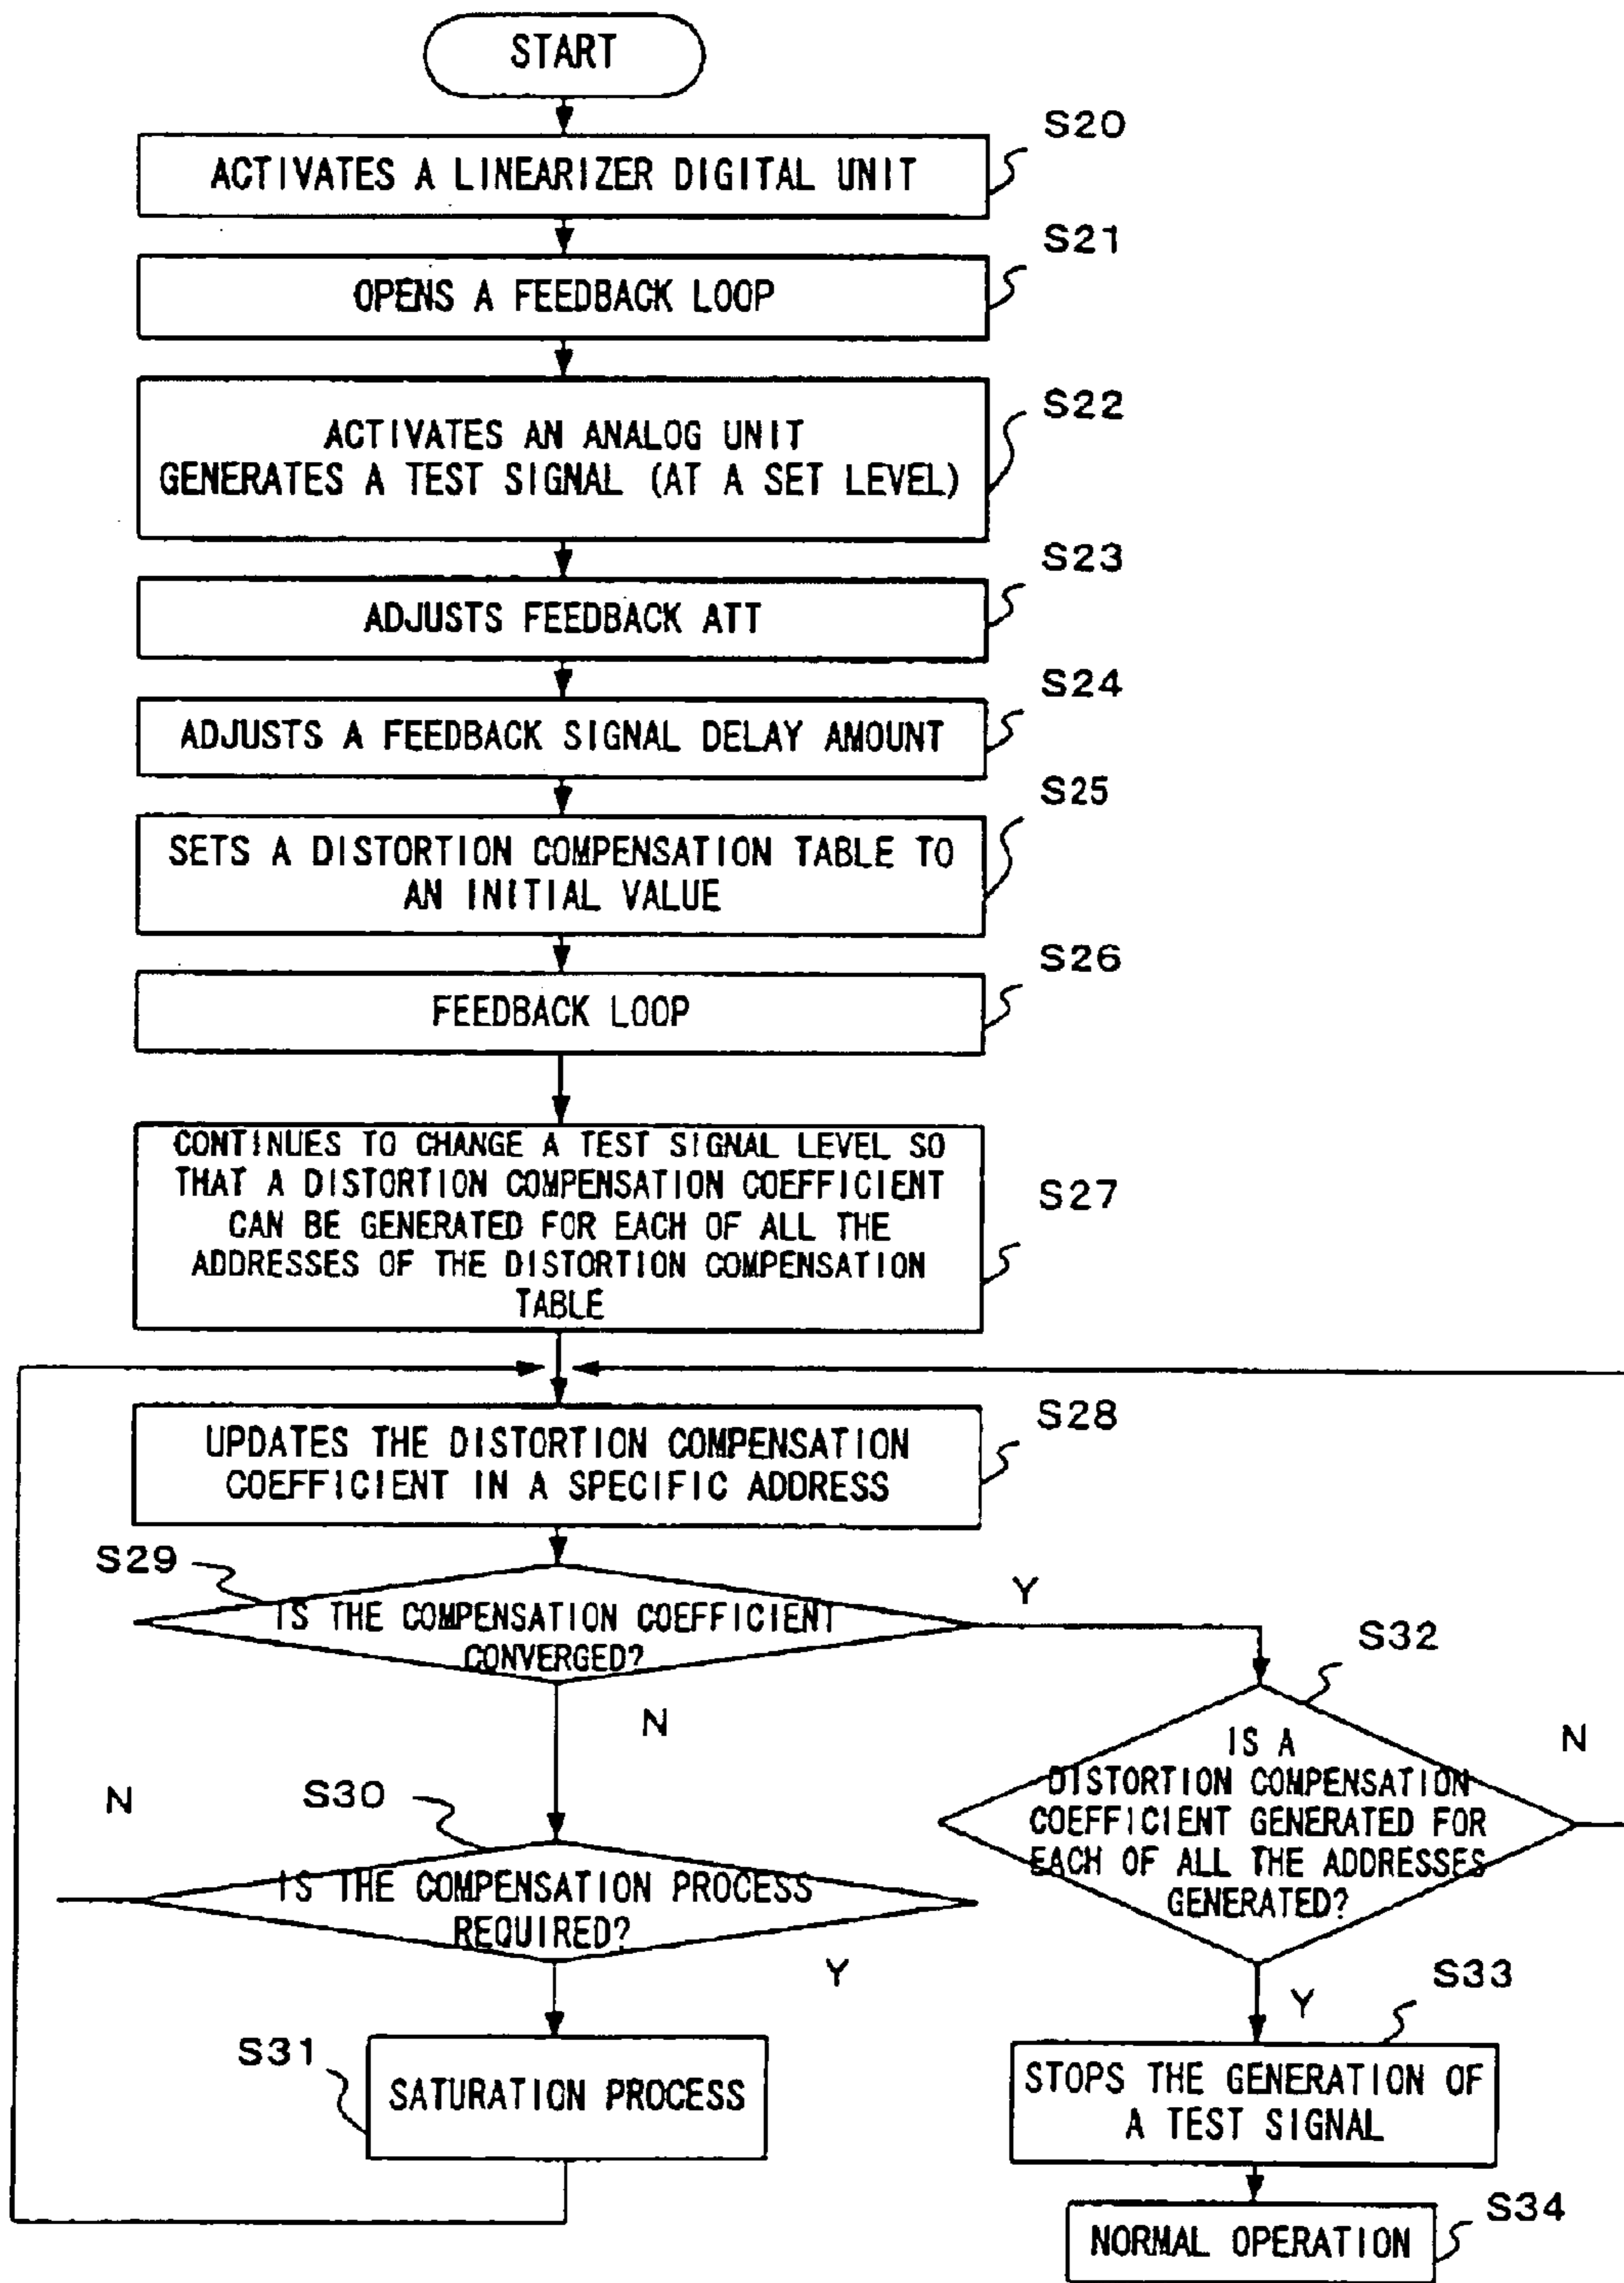 START
S20
ACTIVATES A LINEARIZER DIGITAL UNIT
S21
OPENS A FEEDBACK LOOP
S22
ACTIVATES AN ANALOG UNIT
GENERATES A TEST SIGNAL (AT A SET LEVEL)
S23
ADJUSTS FEEDBACK ATT
S24
ADJUSTS A FEEDBACK SIGNAL DELAY AMOUNT
S25
SETS A DISTORTION COMPENSATION TABLE TO
AN INITIAL VALUE
S26
FEEDBACK LOOP
CONTINUES TO CHANGE A TEST SIGNAL LEVEL SO
THAT A DISTORTION COMPENSATION COEFFICIENT
CAN BE GENERATED FOR EACH OF ALL THE
ADDRESSES OF THE DISTORTION COMPENSATION
TABLE
S27
S28
UPDATES THE DISTORTION COMPENSATION
COEFFICIENT IN A SPECIFIC ADDRESS
S29
IS THE COMPENSATION COEFFICIENT
CONVERGED?
Y
N
S30
N
IS THE COMPENSATION PROCESS
REQUIRED?
Y
S31
SATURATION PROCESS
S32
IS A
DISTORTION COMPENSATION
COEFFICIENT GENERATED FOR
EACH OF ALL THE ADDRESSES
GENERATED?
N
Y
S33
STOPS THE GENERATION OF
A TEST SIGNAL
S34
NORMAL OPERATION